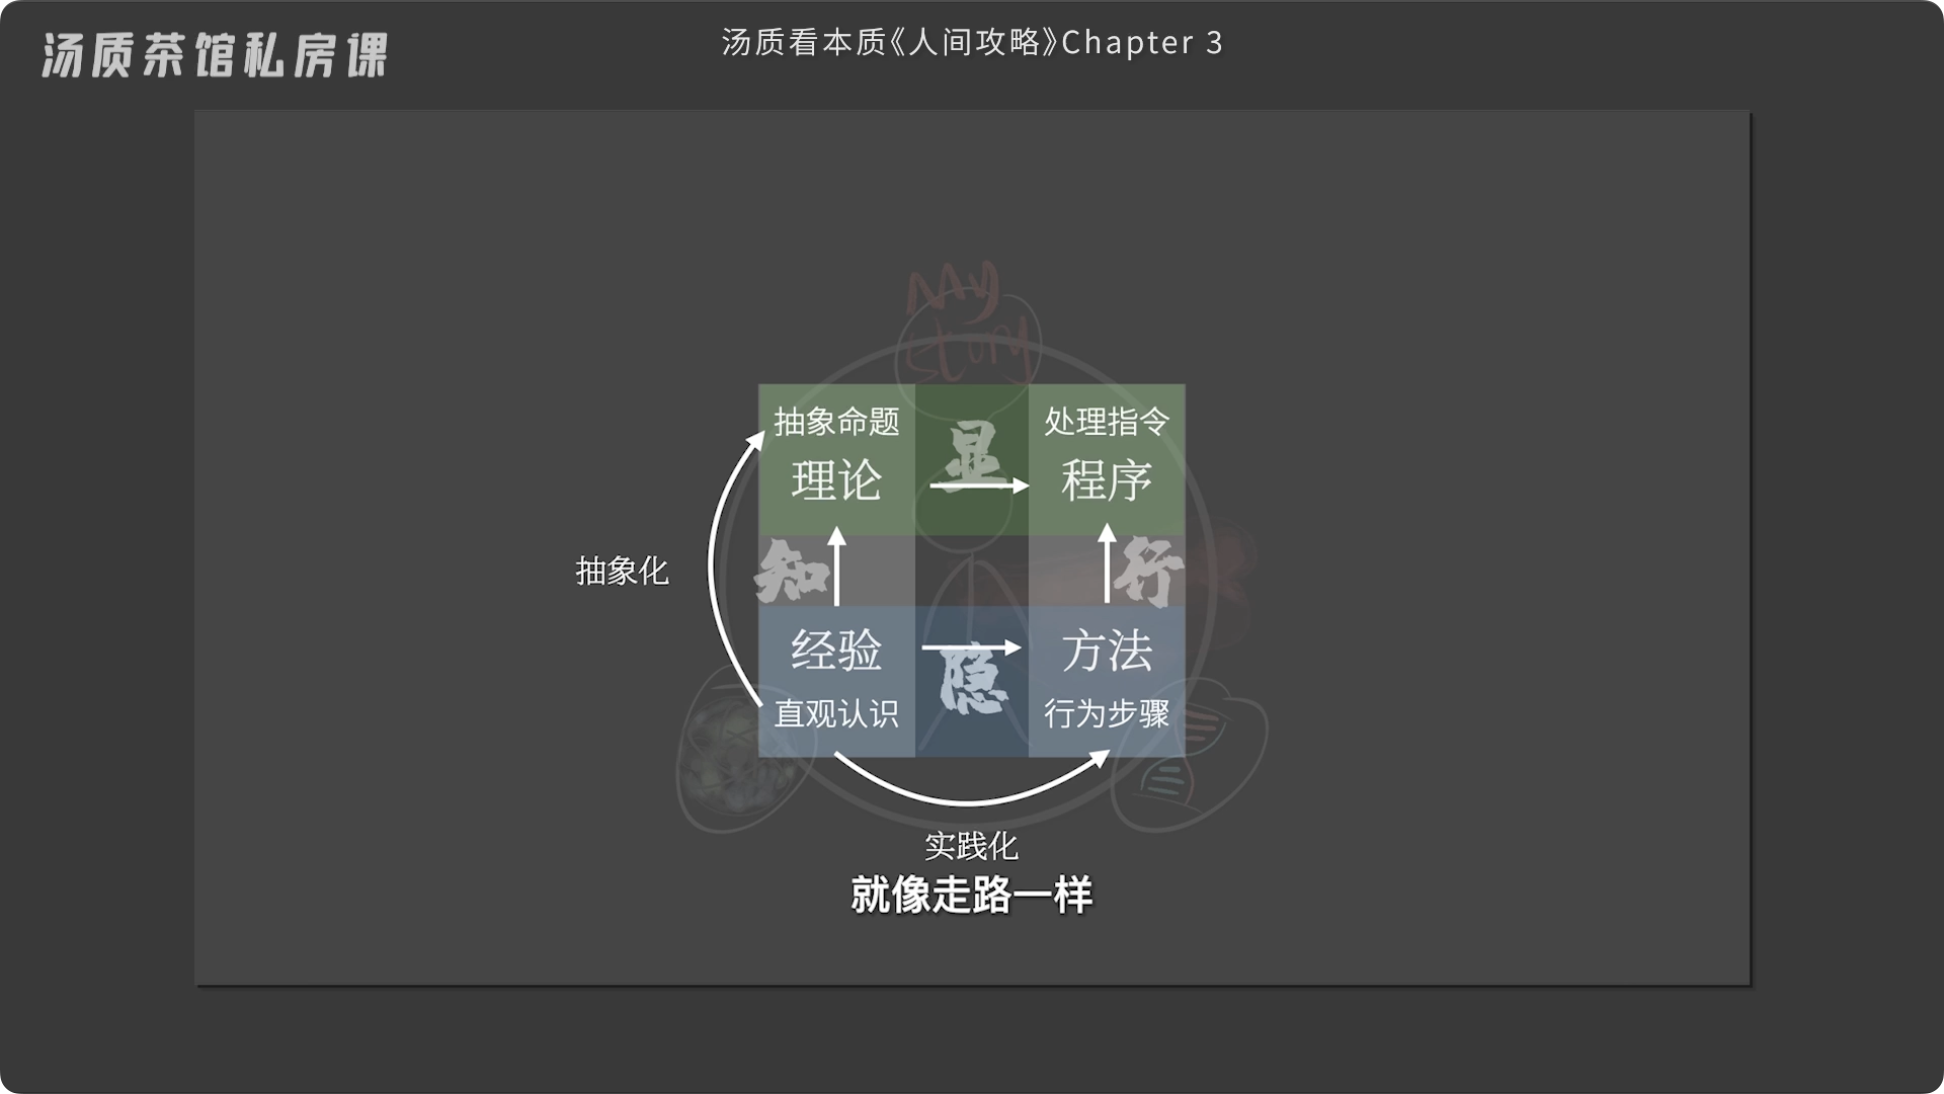 汤质茶馆私房课
汤质看本质《人间攻略》Chapter 3
My
story
抽象命题
显
处理指令
理论
程序
抽象化
知
行
经验
隐
方法
直观认识
行为步骤
实践化
就像走路一样